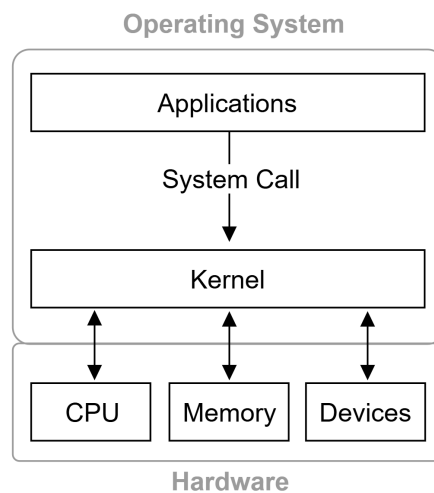 Operating System
Applications
System Call
Kernel
CPU Memory Devices
Hardware